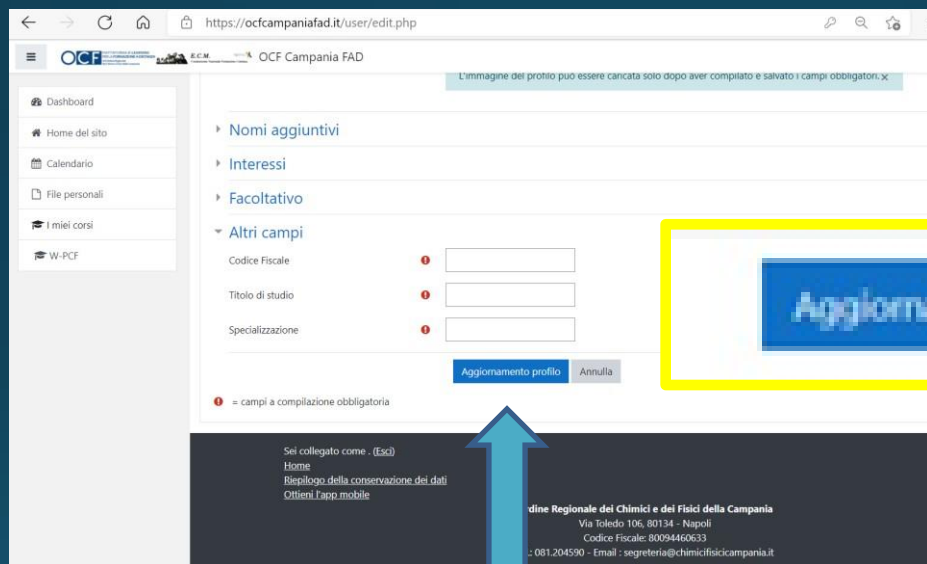 https://ocfcampaniafad.it/user/edit.php
OCF
E.C.M.
OCF Campania FAD
L'immagine del profilo può essere caricata solo dopo aver compilato e salvato i campi obbligatori. x
Dashboard
Home del sito
Calendario
File personali
I miei corsi
W-PCF
Nomi aggiuntivi
Interessi
Facoltativo
Altri campi
Codice Fiscale
Titolo di studio
Specializzazione
Aggiornamento profilo Annulla
= campi a compilazione obbligatoria
Aggiorna
Sei collegato come . (Esci)
Home
Riepilogo della conservazione dei dati
Ottieni l'app mobile
dine Regionale dei Chimici e dei Fisici della Campania
Via Toledo 106, 80134 - Napoli
Codice Fiscale: 80094460633
.: 081.204590 - Email : segreteria@chimicifisicicampania.it